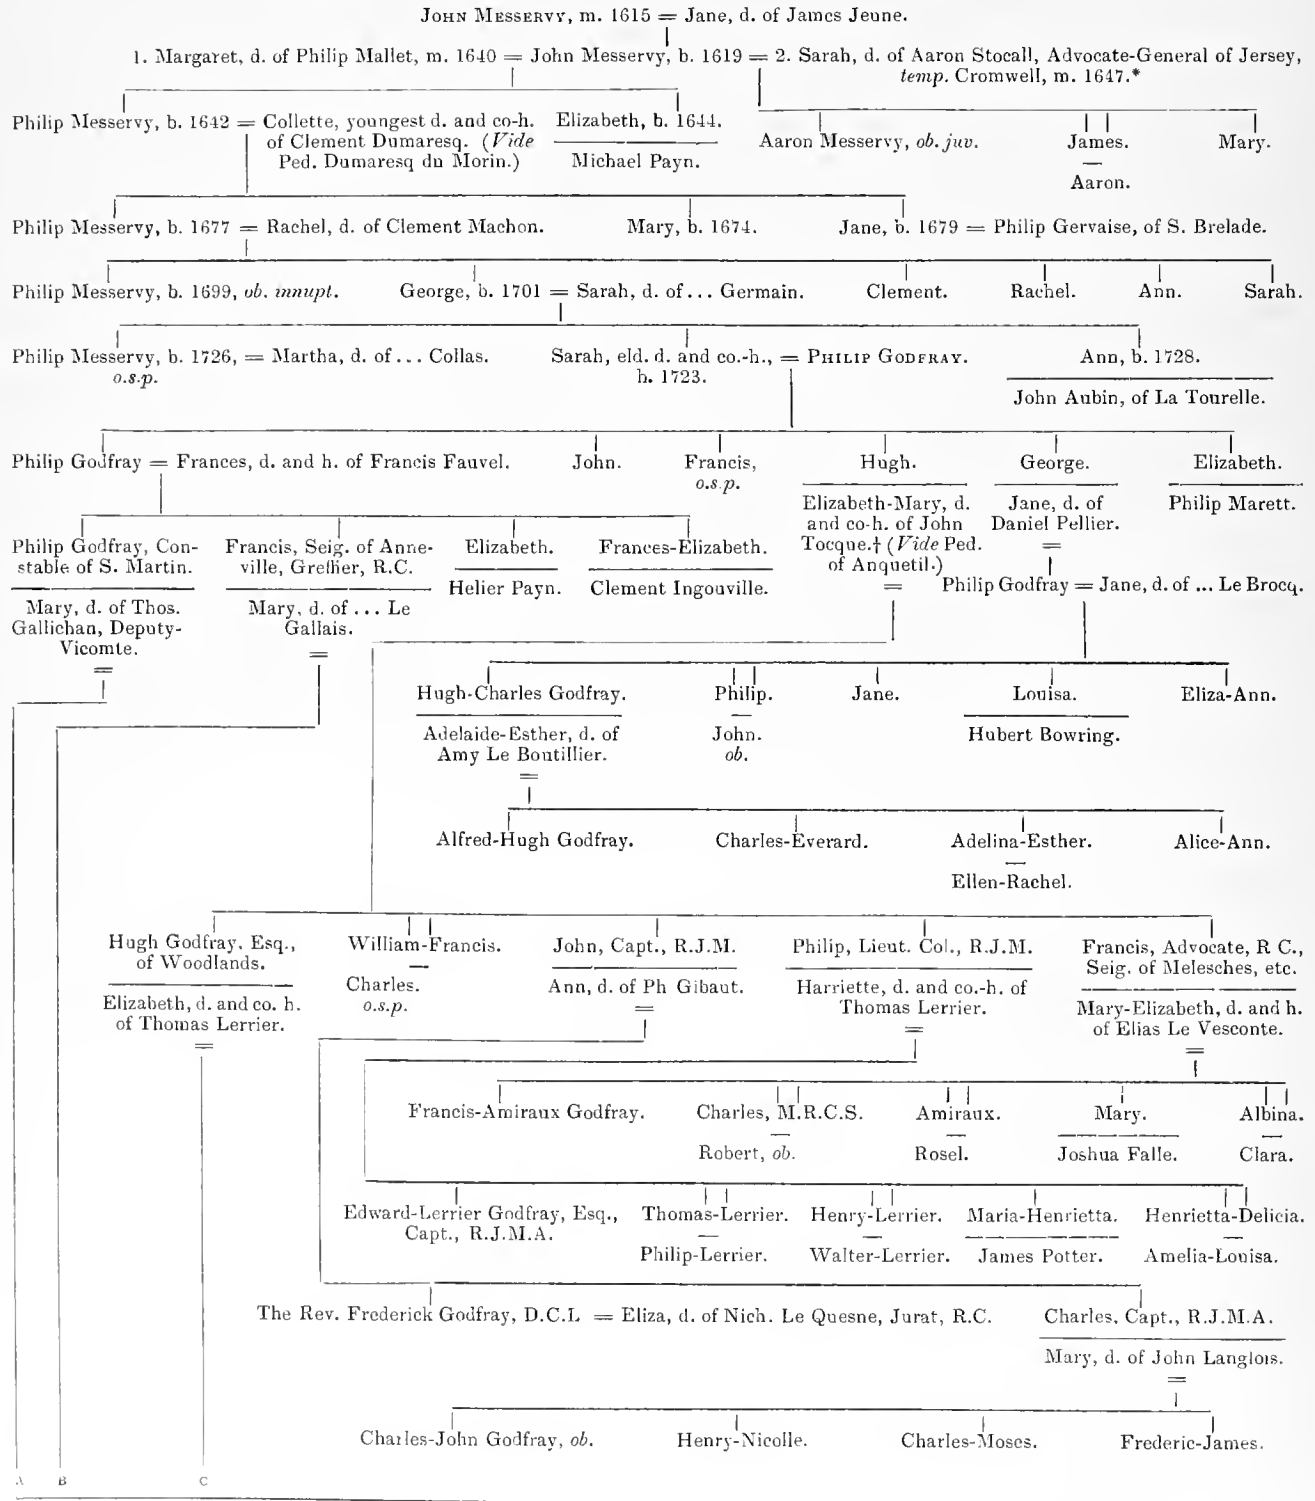 JOHN MESSERVY, m. 1615 = Jane, d. of James Jeune.
1. Margaret, d. of Philip Mallet, m. 1640 = John Messervy, b. 1619 = 2. Sarah, d. of Aaron Stocall, Advocate-General of Jersey,
temp. Cromwell, m. 1647.*
Philip Messervy, b. 1642 = Collette, youngest d. and co-h.
of Clement Dumaresq. (Vide
Ped. Dumaresq du Morin.)
Elizabeth, b. 1644.
Michael Payn.
Aaron Messervy, ob. juv.
James.
Aaron.
Mary.
Philip Messervy, b. 1677 = Rachel, d. of Clement Machon.
Mary, b. 1674.
Jane, b. 1679 = Philip Gervaise, of S. Brelade.
Philip Messervy, b. 1699, ob. innupt.
George, b. 1701 = Sarah, d. of... Germain.
Clement.
Rachel.
Ann.
Sarah.
Philip Messervy, b. 1726, = Martha, d. of... Collas.
o.s.p.
Sarah, eld. d. and co.-h., = PHILIP GODFRAY.
h. 1723.
Ann, b. 1728.
John Aubin, of La Tourelle.
Philip Godfray = Frances, d. and h. of Francis Fauvel.
John.
Francis,
o.s.p.
Hugh.
Elizabeth-Mary, d.
and co-h. of John
Tocque.† (Vide Ped.
of Anquetil.)
=
George.
Jane, d. of
Daniel Pellier.
=
Elizabeth.
Philip Marett.
Philip Godfray = Jane, d. of ... Le Brocq.
Philip Godfray, Con-
stable of S. Martin.
Mary, d. of Thos.
Gallichan, Deputy-
Vicomte.
=
Francis, Seig. of Anne-
ville, Greffier, R.C.
Mary, d. of ... Le
Gallais.
=
Elizabeth.
Helier Payn.
Frances-Elizabeth.
Clement Ingouville.
Hugh-Charles Godfray.
Adelaide-Esther, d. of
Amy Le Boutillier.
=
Philip.
John.
ob.
Jane.
Louisa.
Hubert Bowring.
Eliza-Ann.
Alfred-Hugh Godfray.
Charles-Everard.
Adelina-Esther.
Ellen-Rachel.
Alice-Ann.
Hugh Godfray, Esq.,
of Woodlands.
Elizabeth, d. and co. h.
of Thomas Lerrier.
=
William-Francis.
Charles.
o.s.p.
John, Capt., R.J.M.
Ann, d. of Ph Gibaut.
=
Philip, Lieut. Col., R.J.M.
Harriette, d. and co.-h. of
Thomas Lerrier.
=
Francis, Advocate, R C.,
Seig. of Melesches, etc.
Mary-Elizabeth, d. and h.
of Elias Le Vesconte.
=
Francis-Amiraux Godfray.
Charles, M.R.C.S.
Robert, ob.
Amiraux.
Rosel.
Mary.
Joshua Falle.
Albina.
Clara.
Edward-Lerrier Godfray, Esq.,
Capt., R.J.M.A.
Thomas-Lerrier.
Philip-Lerrier.
Henry-Lerrier.
Walter-Lerrier.
Maria-Henrietta.
James Potter.
Henrietta-Delicia.
Amelia-Louisa.
The Rev. Frederick Godfray, D.C.L = Eliza, d. of Nich. Le Quesne, Jurat, R.C.
Charles, Capt., R.J.M.A.
Mary, d. of John Langlois.
=
Charles-John Godfray, ob.
Henry-Nicolle.
Charles-Moses.
Frederic-James.
A B C